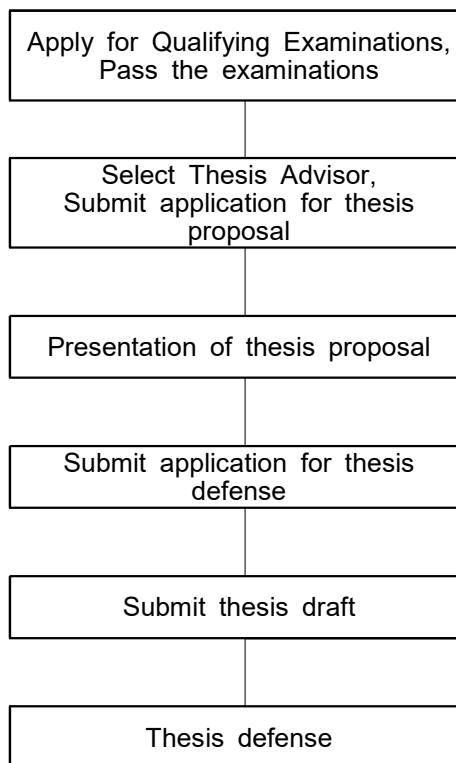 Apply for Qualifying Examinations,
Pass the examinations
Select Thesis Advisor,
Submit application for thesis
proposal
Presentation of thesis proposal
Submit application for thesis
defense
Submit thesis draft
Thesis defense